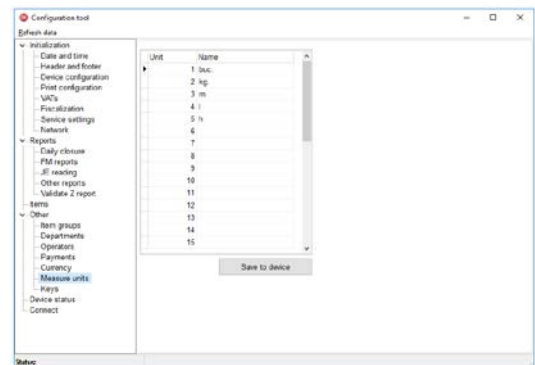 Configuration tool
Refresh data
Initialization
Date and time
Header and footer
Device configuration
Print configuration
VATs
Fiscalization
Service settings
Network
Reports
Daily closure
FM reports
JE reading
Other reports
Validate Z report
Items
Other
Item groups
Departments
Operators
Payments
Currency
Measure units
Keys
Device status
Connect
Unit Name
1 buc.
2 kg.
3 m
4 l
5 h
6
7
8
9
10
11
12
13
14
15
Save to device
Status: